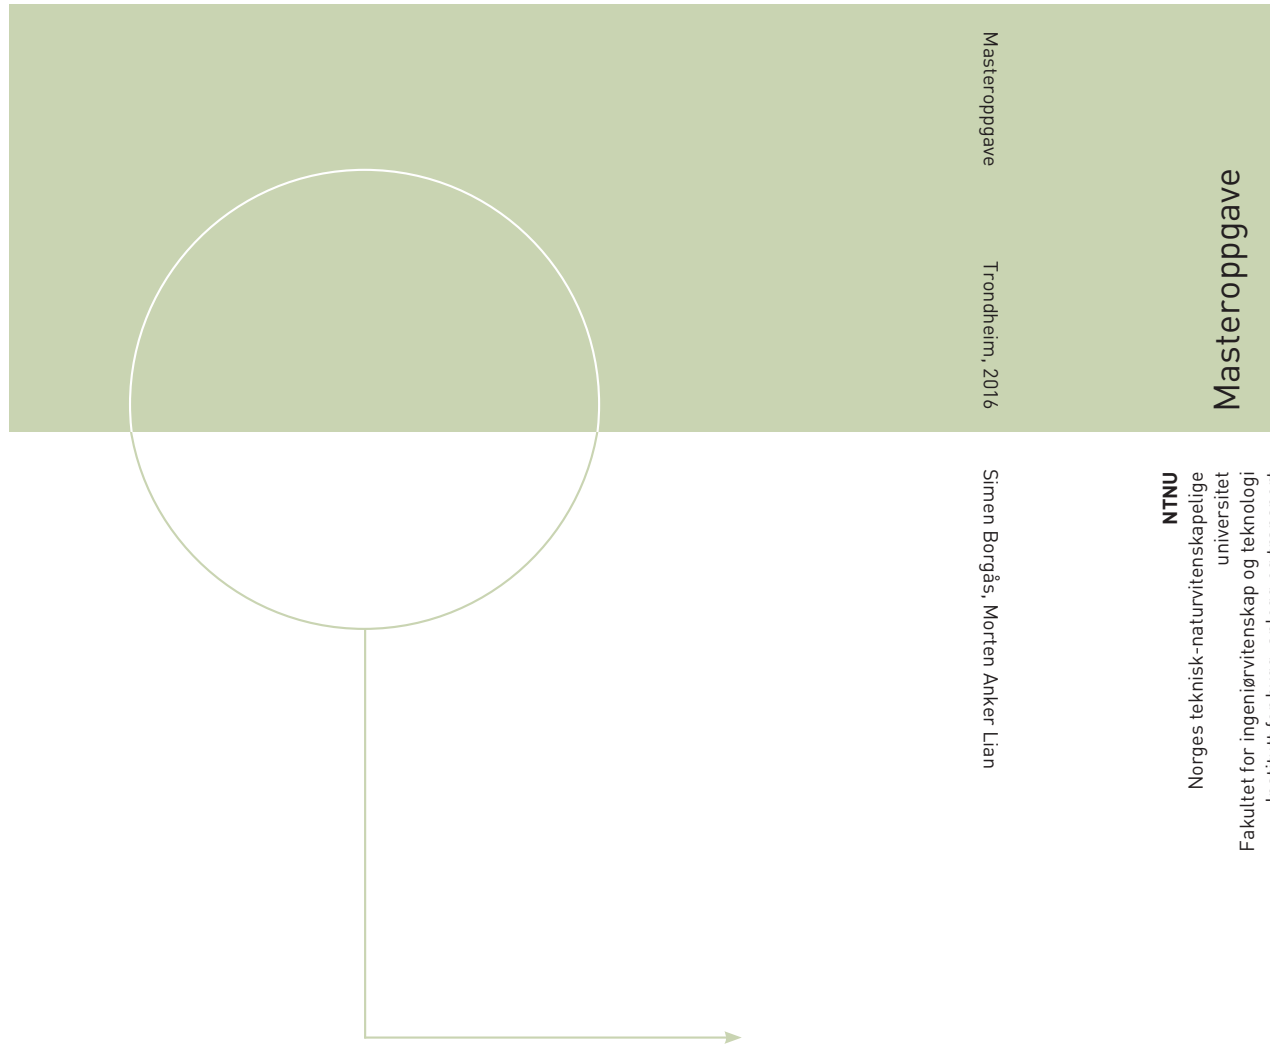 Masteroppgave
Trondheim, 2016
Simen Borgås, Morten Anker Lian
Masteroppgave
NTNU
Norges teknisk-naturvitenskapelige
universitet
Fakultet for ingeniørvitenskap og teknologi